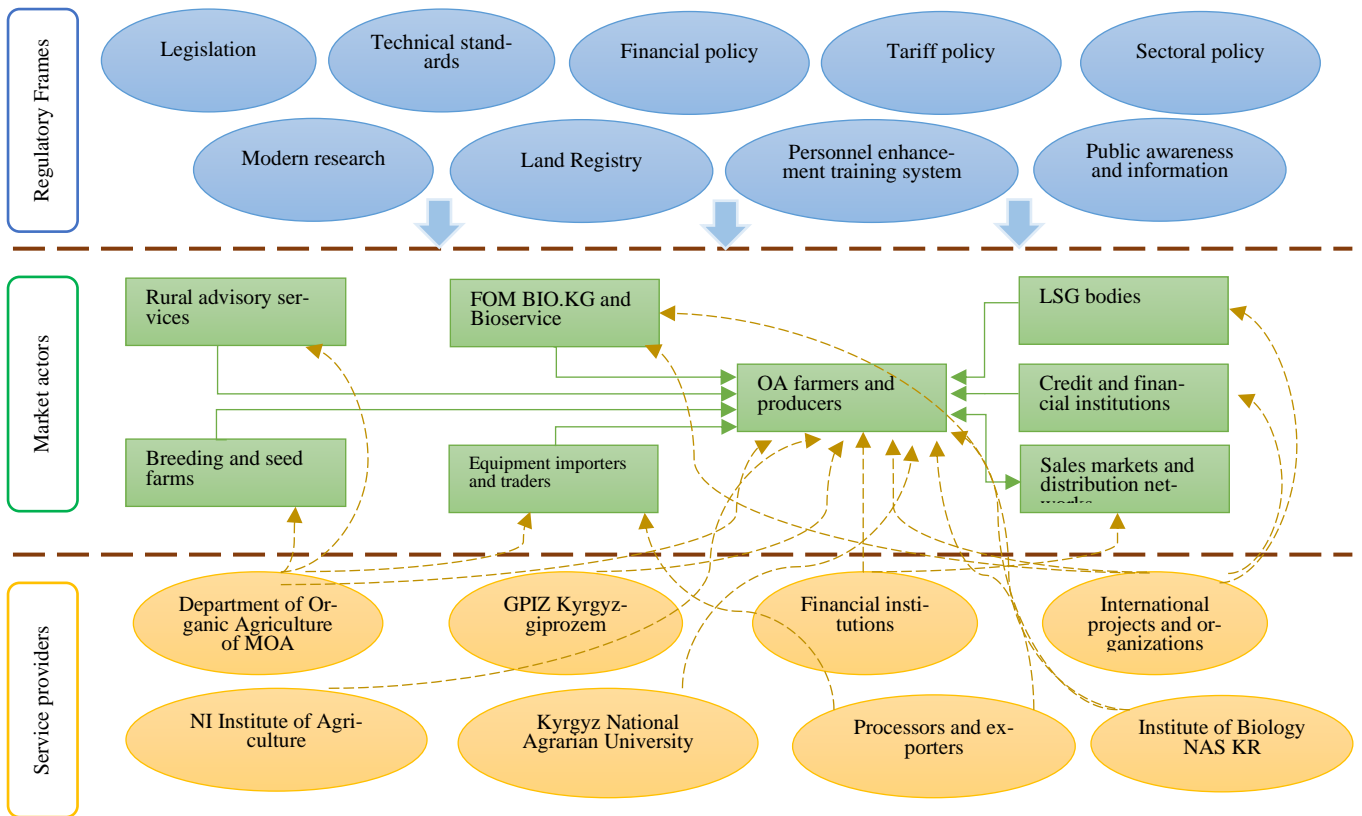 Regulatory Frames
Legislation
Technical stand-
ards
Financial policy
Tariff policy
Sectoral policy
Modern research
Land Registry
Personnel enhance-
ment training system
Public awareness
and information
Market actors
Rural advisory ser-
vices
FOM BIO.KG and
Bioservice
LSG bodies
OA farmers and
producers
Credit and finan-
cial institutions
Breeding and seed
farms
Equipment importers
and traders
Sales markets and
distribution net-
works
Service providers
Department of Or-
ganic Agriculture
of MOA
GPIZ Kyrgyz-
giprozem
Financial insti-
tutions
International
projects and or-
ganizations
NI Institute of Agri-
culture
Kyrgyz National
Agrarian University
Processors and ex-
porters
Institute of Biology
NAS KR